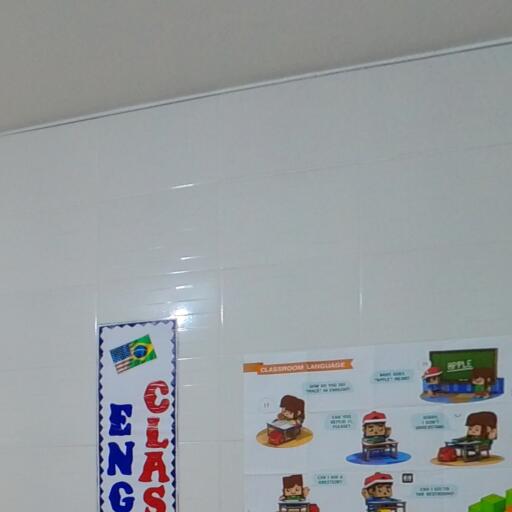 ENG
CLAS
CLASSROOM LANGUAGE
HOW DO YOU SAY
IN ENGLISH?
WHAT DOES
"APPLE" MEAN?
APPLE
CAN YOU
REPEAT IT,
PLEASE?
SORRY,
I DON'T
UNDERSTAND.
CAN I ASK A
QUESTION?
CAN I GO TO
THE RESTROOM?